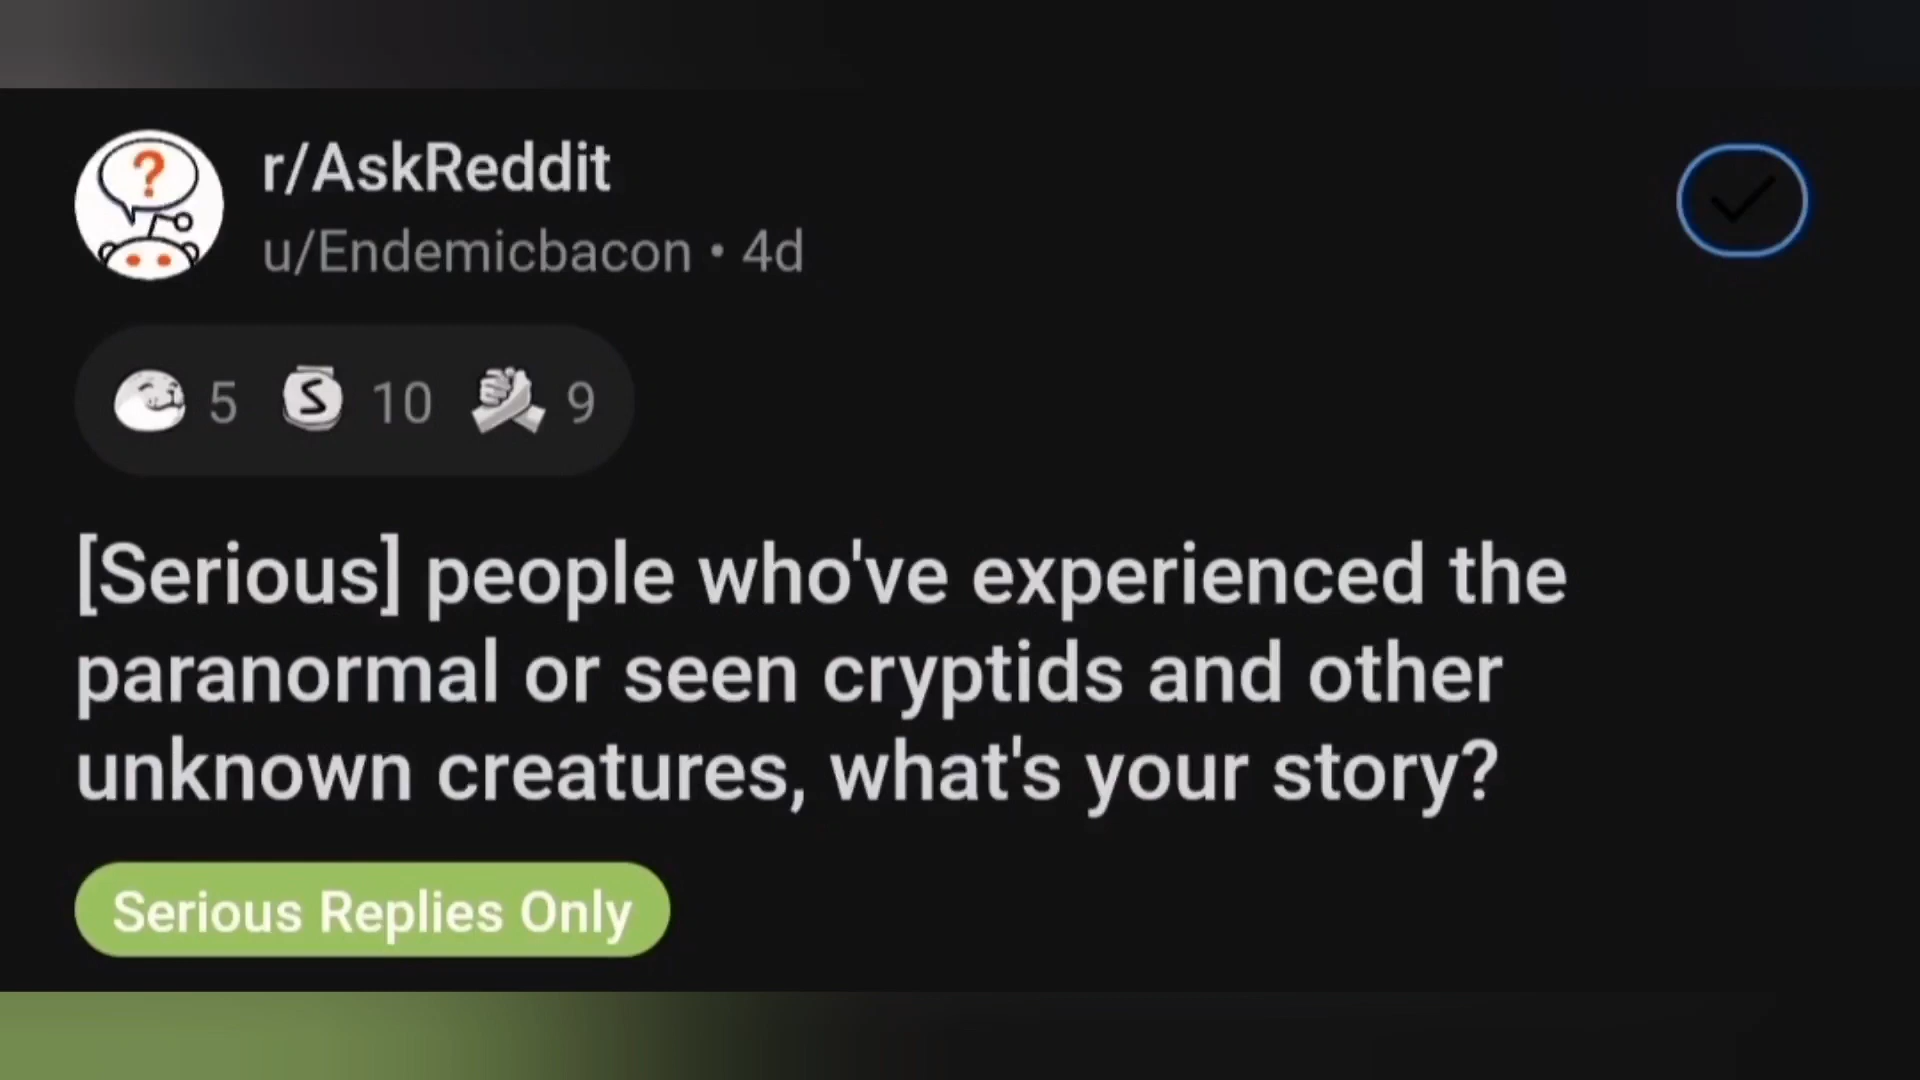 r/AskReddit
u/Endemicbacon • 4d
5 S 10 9
[Serious] people who've experienced the
paranormal or seen cryptids and other
unknown creatures, what's your story?
Serious Replies Only